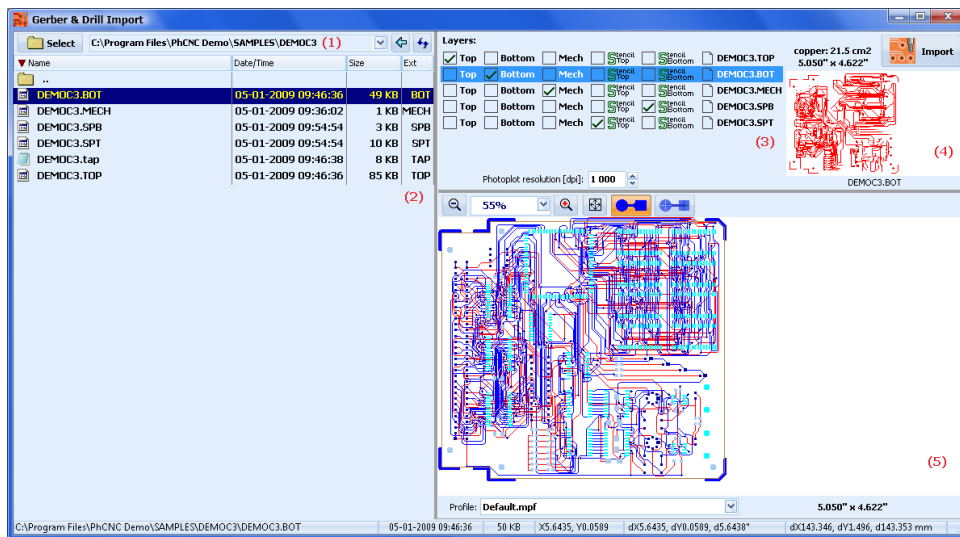 Gerber & Drill Import
Select C:\Program Files\PhCNC Demo\SAMPLES\DEMOC3 (1)
Name Date/Time Size Ext
..
DEMOC3.BOT 05-01-2009 09:46:36 49 KB BOT
DEMOC3.MECH 05-01-2009 09:36:02 1 KB MECH
DEMOC3.SPB 05-01-2009 09:54:54 3 KB SPB
DEMOC3.SPT 05-01-2009 09:54:54 10 KB SPT
DEMOC3.tap 05-01-2009 09:46:38 8 KB TAP
DEMOC3.TOP 05-01-2009 09:46:36 85 KB TOP
(2)
Layers:
Top Bottom Mech Stencil Top Stencil Bottom DEMOC3.TOP
Top Bottom Mech Stencil Top Stencil Bottom DEMOC3.BOT
Top Bottom Mech Stencil Top Stencil Bottom DEMOC3.MECH
Top Bottom Mech Stencil Top Stencil Bottom DEMOC3.SPB
Top Bottom Mech Stencil Top Stencil Bottom DEMOC3.SPT
(3)
Photoplot resolution [dpi]: 1 000
copper: 21.5 cm2
5.050" x 4.622"
Import
(4)
DEMOC3.BOT
55%
(5)
Profile: Default.mpf 5.050" x 4.622"
C:\Program Files\PhCNC Demo\SAMPLES\DEMOC3\DEMOC3.BOT 05-01-2009 09:46:36 50 KB X5.6435, Y0.0589 dX5.6435, dY0.0589, d5.6438" dX143.346, dY1.496, d143.353 mm